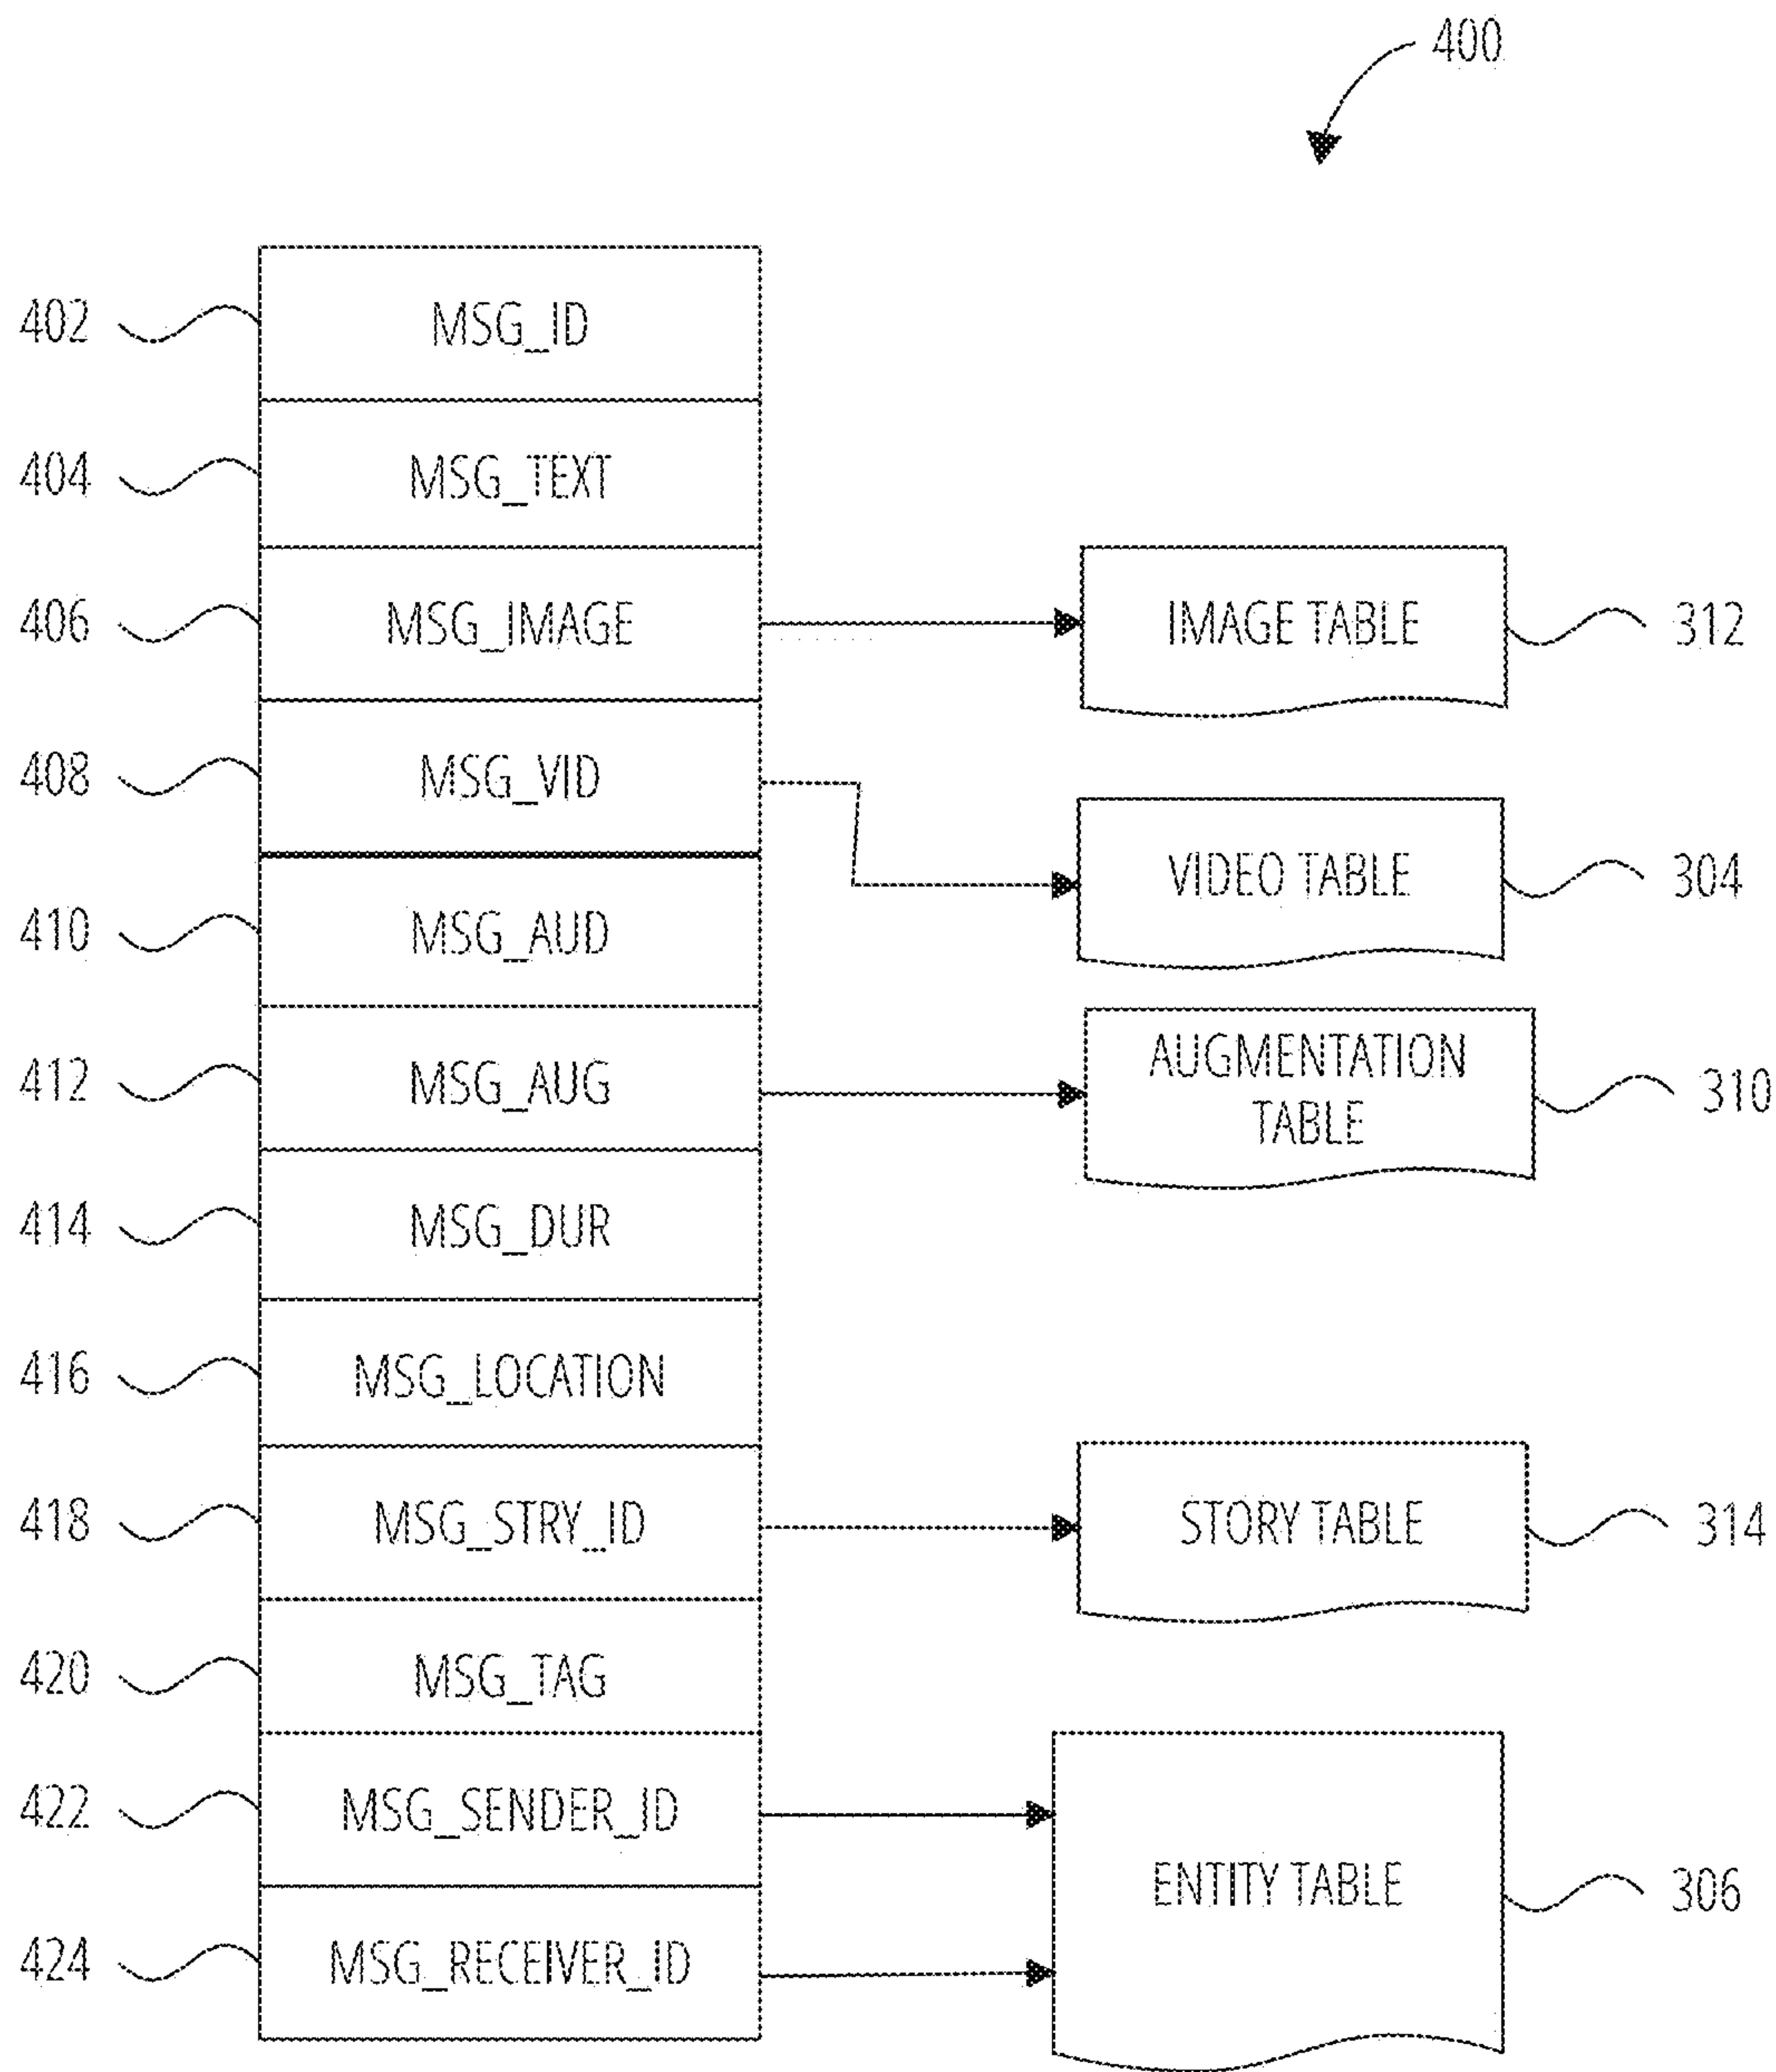 400
402 MSG_ID
404 MSG_TEXT
406 MSG_IMAGE IMAGE TABLE 312
408 MSG_VID
VIDEO TABLE 304
410 MSG_AUD
412 MSG_AUG AUGMENTATION TABLE 310
414 MSG_DUR
416 MSG_LOCATION
418 MSG_STRY_ID STORY TABLE 314
420 MSG_TAG
422 MSG_SENDER_ID
ENTITY TABLE 306
424 MSG_RECEIVER_ID